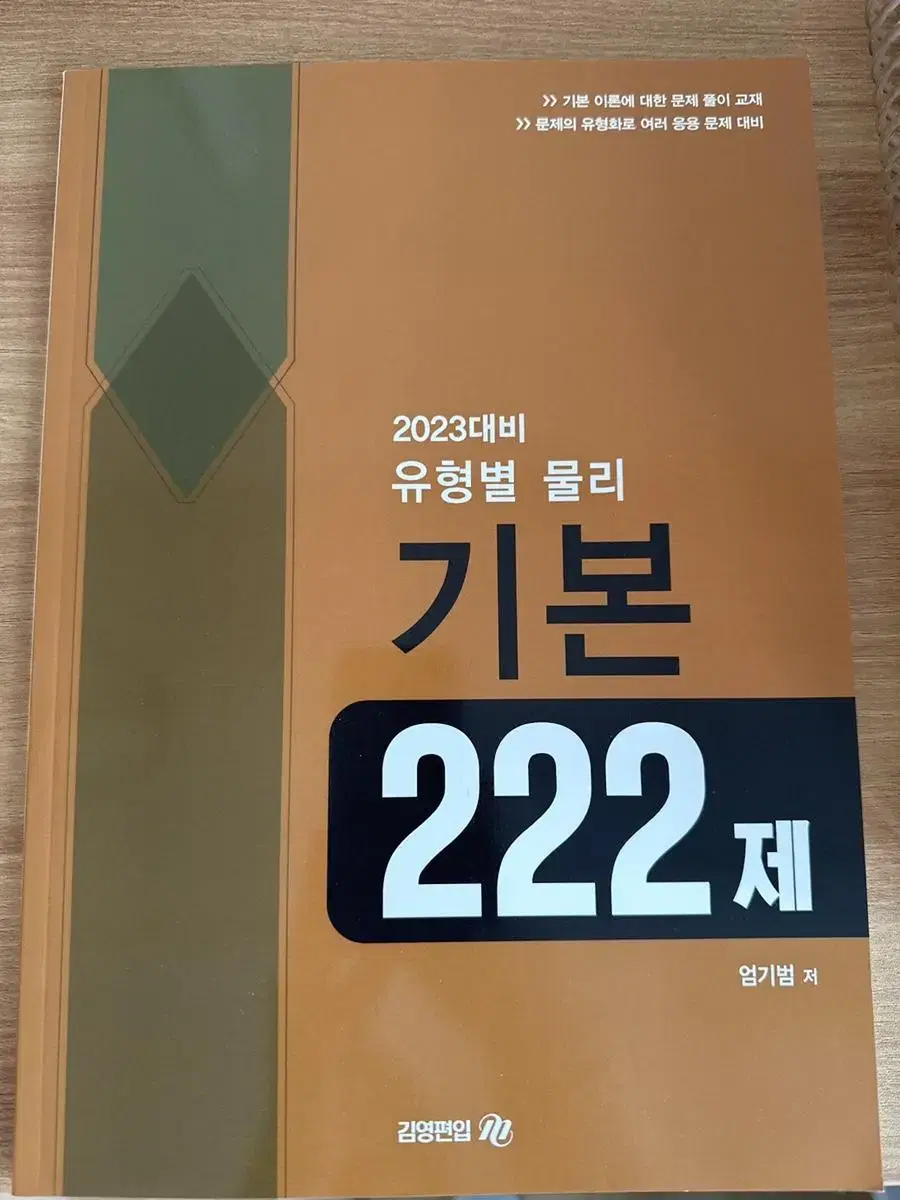 >> 기본 이론에 대한 문제 풀이 교재
>> 문제의 유형화로 여러 응용 문제 대비
2023대비
유형별 물리
기본
222제
엄기범 저
김영편입